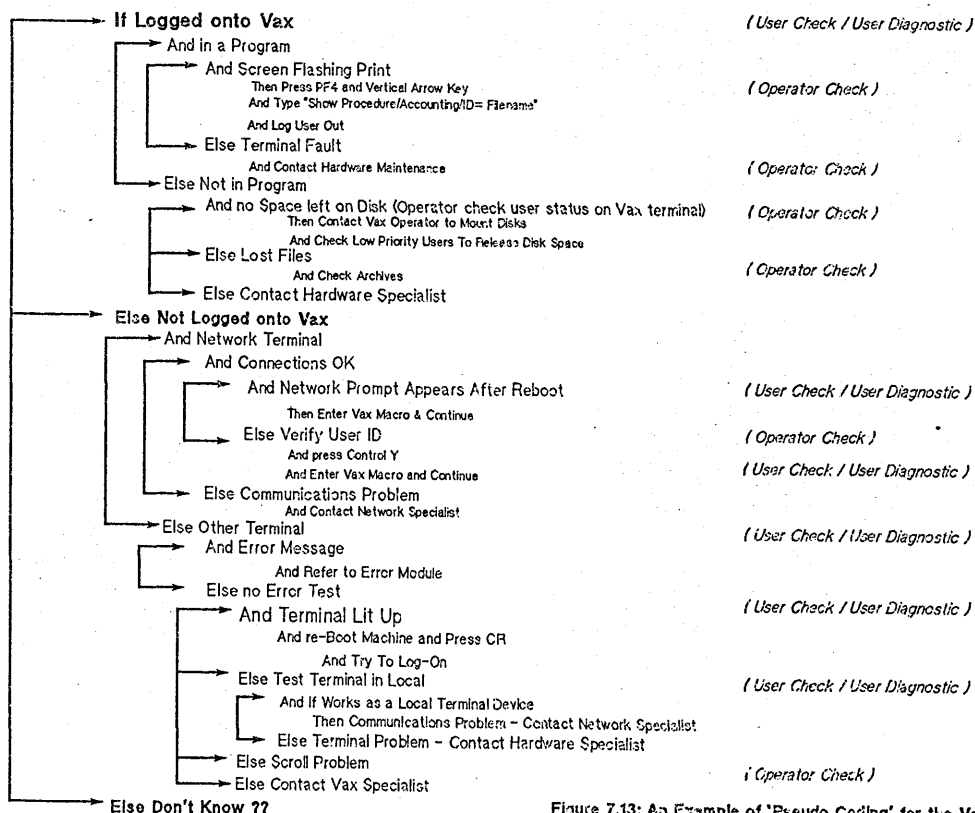 If Logged onto Vax (User Check / User Diagnostic)
And in a Program
And Screen Flashing Print
Then Press PF4 and Vertical Arrow Key (Operator Check)
And Type "Show Procedure/Accounting/ID= Filename"
And Log User Out
Else Terminal Fault
And Contact Hardware Maintenance (Operator Check)
Else Not in Program
And no Space left on Disk (Operator check user status on Vax terminal) (Operator Check)
Then Contact Vax Operator to Mount Disks
And Check Low Priority Users To Release Disk Space
Else Lost Files
And Check Archives (Operator Check)
Else Contact Hardware Specialist
Else Not Logged onto Vax
And Network Terminal
And Connections OK
And Network Prompt Appears After Reboot (User Check / User Diagnostic)
Then Enter Vax Macro & Continue
Else Verify User ID (Operator Check)
And press Control Y
And Enter Vax Macro and Continue (User Check / User Diagnostic)
Else Communications Problem
And Contact Network Specialist
Else Other Terminal (User Check / User Diagnostic)
And Error Message
And Refer to Error Module
Else no Error Test
And Terminal Lit Up (User Check / User Diagnostic)
And re-Boot Machine and Press CR
And Try To Log-On
Else Test Terminal in Local (User Check / User Diagnostic)
And If Works as a Local Terminal Device
Then Communications Problem - Contact Network Specialist
Else Terminal Problem - Contact Hardware Specialist
Else Scroll Problem
Else Contact Vax Specialist (Operator Check)
Else Don't Know ??
Figure 7.13: An Example of 'Pseudo Coding' for the